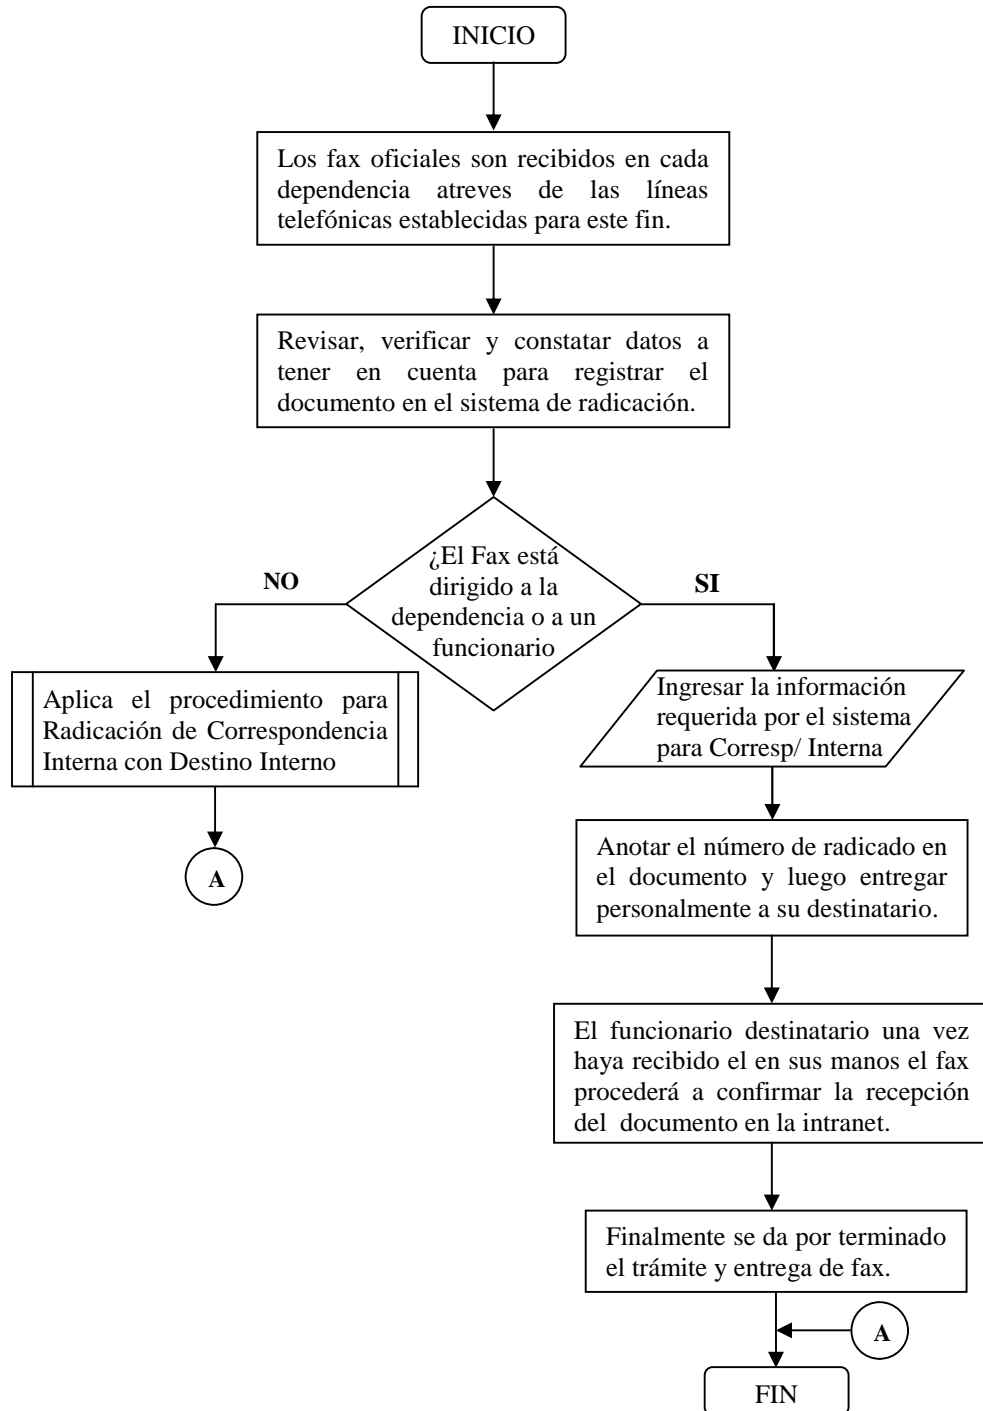 INICIO
Los fax oficiales son recibidos en cada
dependencia atreves de las líneas
telefónicas establecidas para este fin.
Revisar, verificar y constatar datos a
tener en cuenta para registrar el
documento en el sistema de radicación.
¿El Fax está
dirigido a la
dependencia o a un
funcionario
NO
SI
Aplica el procedimiento para
Radicación de Correspondencia
Interna con Destino Interno
A
Ingresar la información
requerida por el sistema
para Corresp/ Interna
Anotar el número de radicado en
el documento y luego entregar
personalmente a su destinatario.
El funcionario destinatario una vez
haya recibido el en sus manos el fax
procederá a confirmar la recepción
del documento en la intranet.
Finalmente se da por terminado
el trámite y entrega de fax.
A
FIN